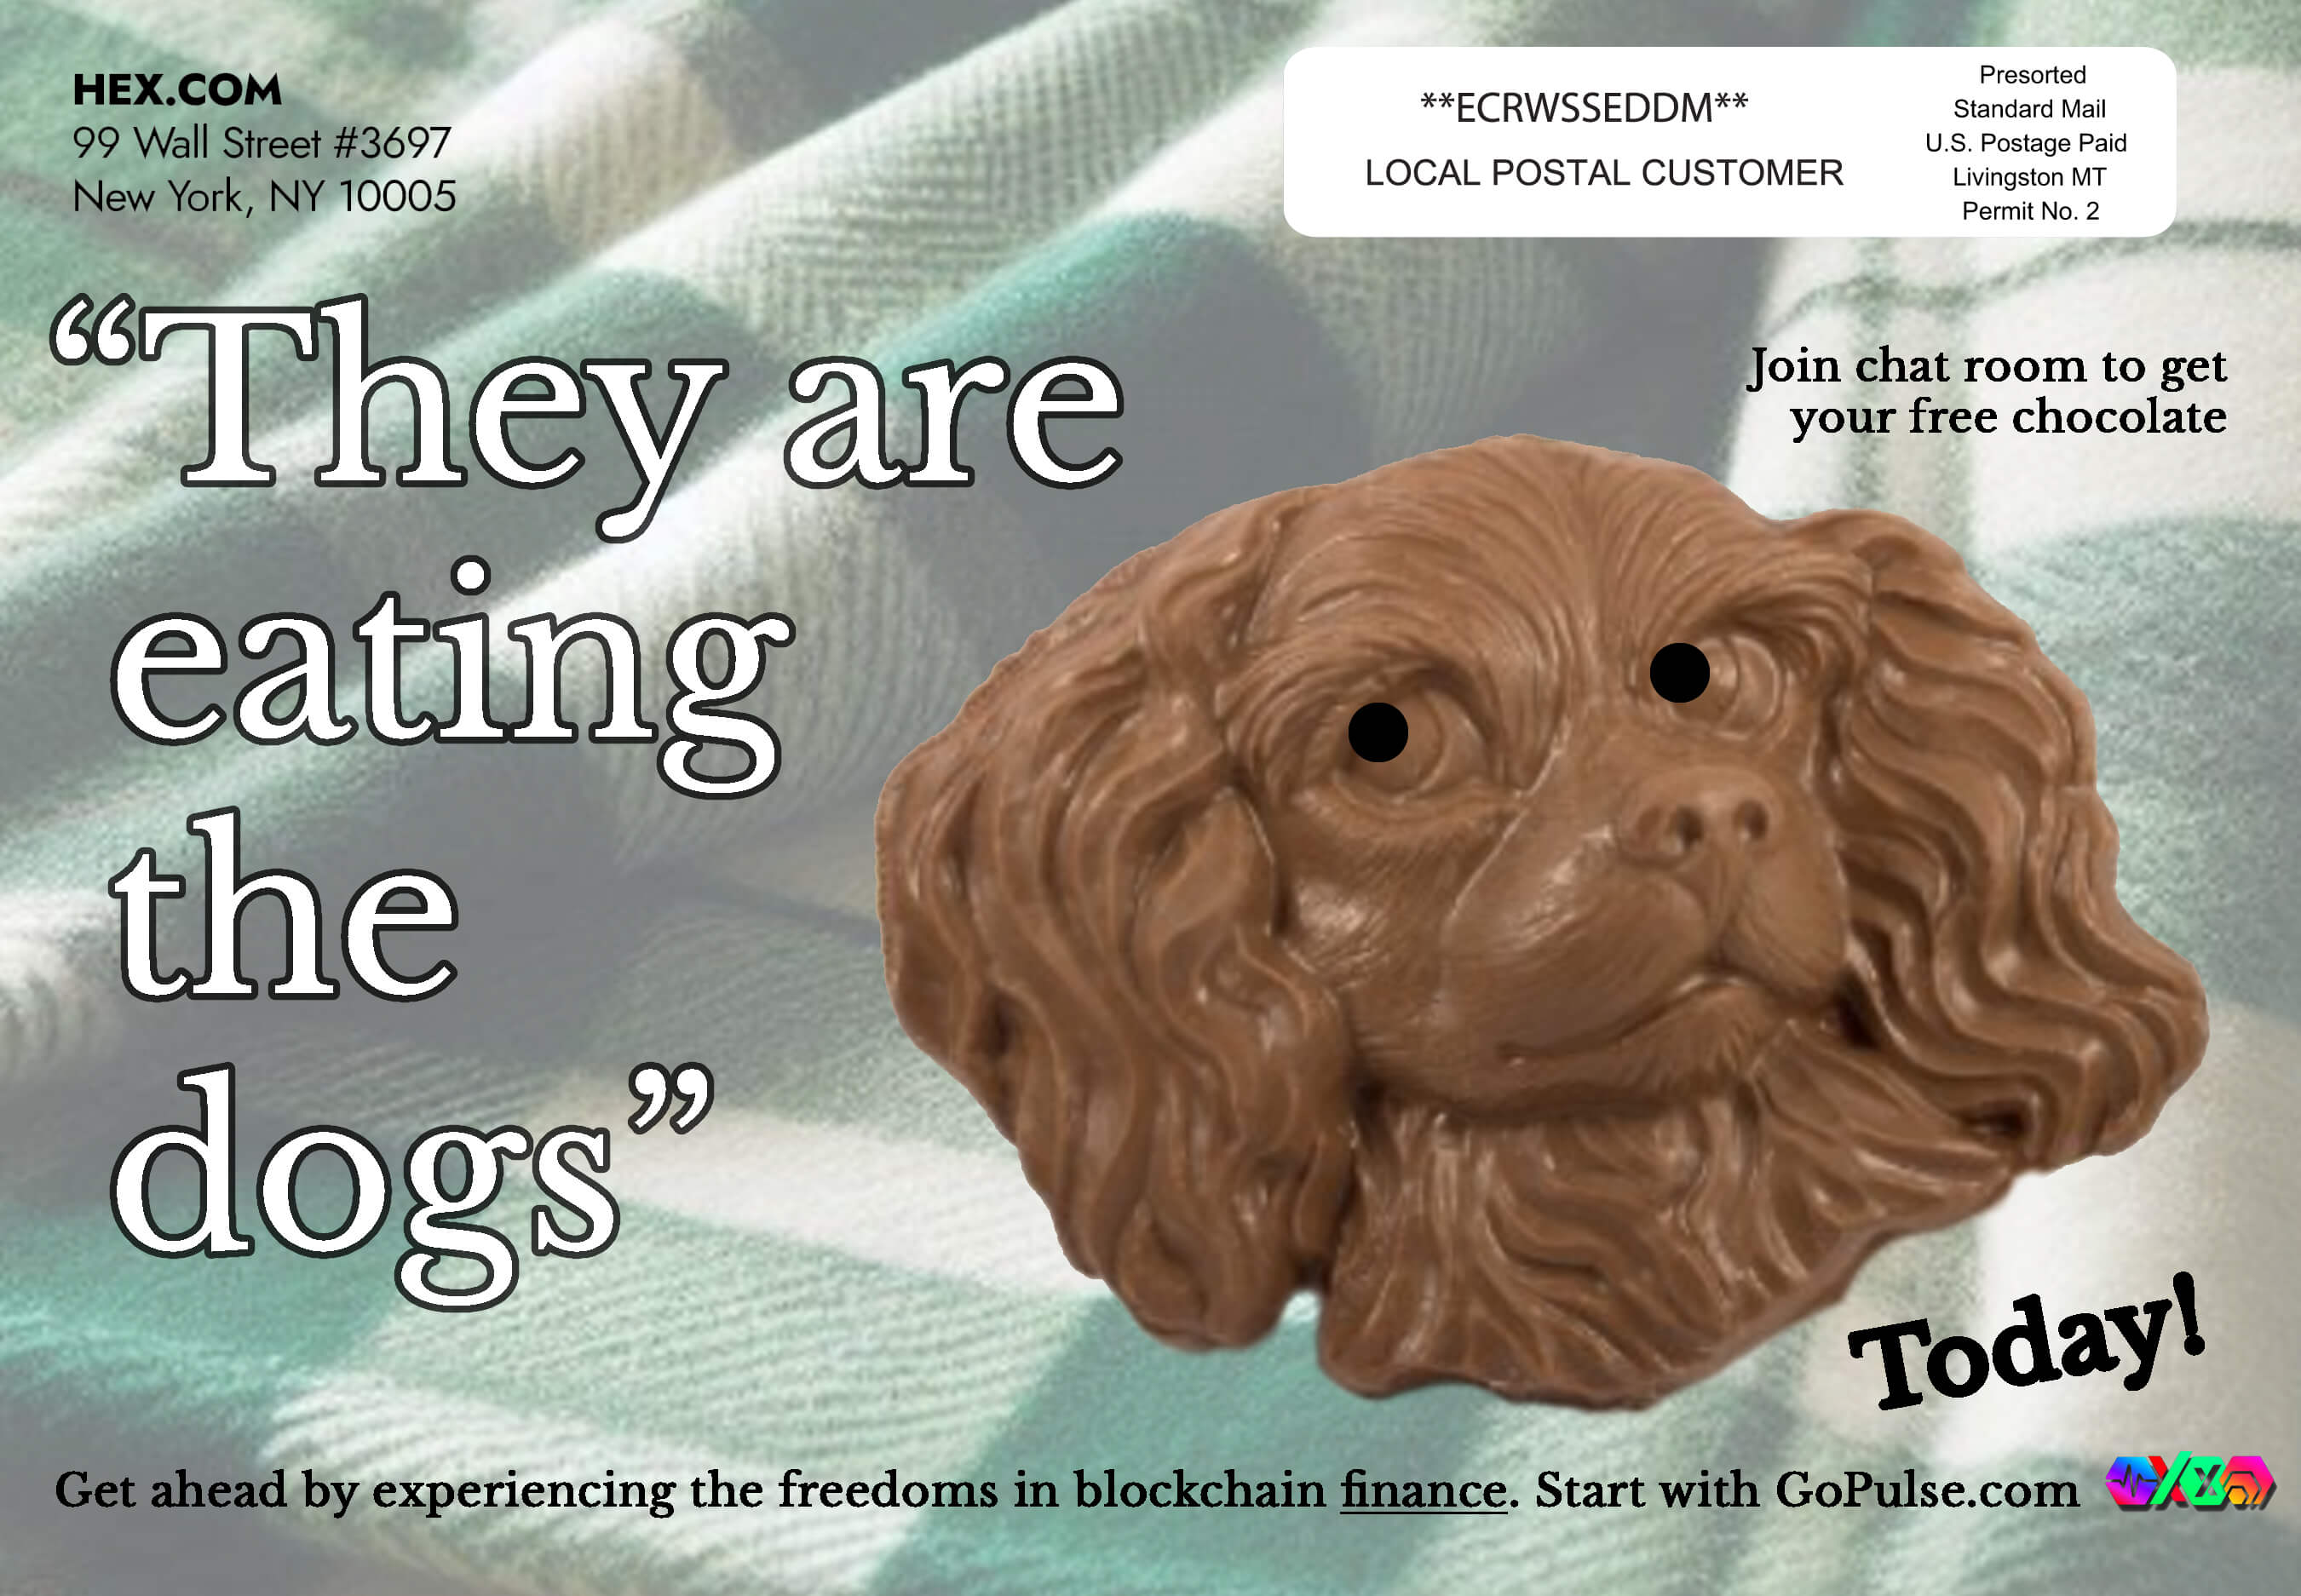 HEX.COM
99 Wall Street #3697
New York, NY 10005
**ECRWSSEDDM**
LOCAL POSTAL CUSTOMER
Presorted
Standard Mail
U.S. Postage Paid
Livingston MT
Permit No. 2
“They are
eating
the
dogs”
Join chat room to get
your free chocolate
Today!
Get ahead by experiencing the freedoms in blockchain finance. Start with GoPulse.com